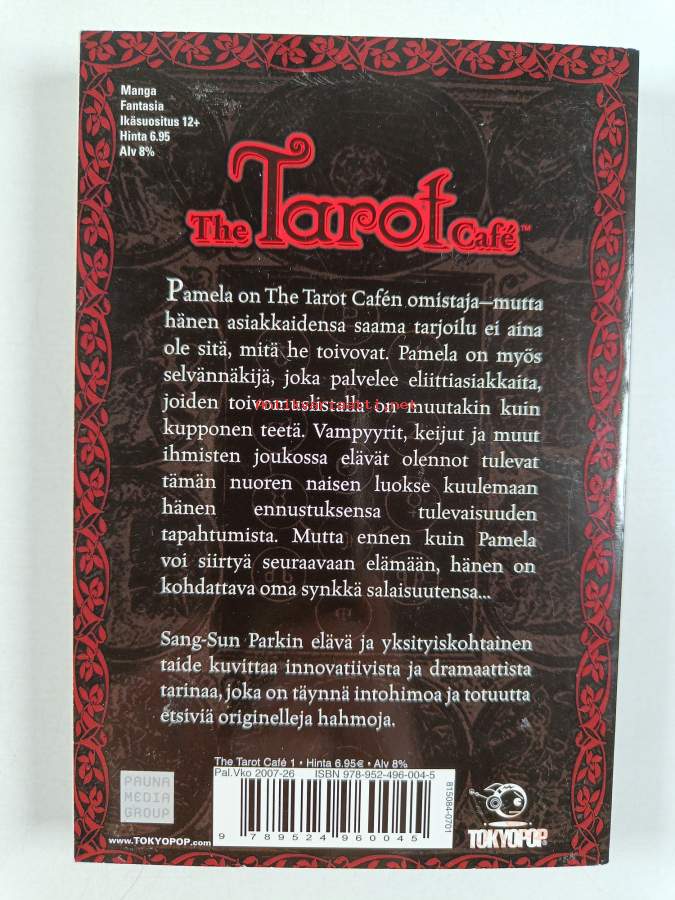 Manga
Fantasia
Ikäsuositus 12+
Hinta 6.95
Alv 8%
The Tarot Café™
Pamela on The Tarot Cafén omistaja—mutta
hänen asiakkaidensa saama tarjoilu ei aina
ole sitä, mitä he toivovat. Pamela on myös
selvännäkijä, joka palvelee eliittiasiakkaita,
joiden toivomuslistalla on muutakin kuin
kupponen teetä. Vampyyrit, keijut ja muut
ihmisten joukossa elävät olennot tulevat
tämän nuoren naisen luokse kuulemaan
hänen ennustuksensa tulevaisuuden
tapahtumista. Mutta ennen kuin Pamela
voi siirtyä seuraavaan elämään, hänen on
kohdattava oma synkkä salaisuutensa...
Sang-Sun Parkin elävä ja yksityiskohtainen
taide kuvittaa innovatiivista ja dramaattista
tarinaa, joka on täynnä intohimoa ja totuutta
etsiviä originelleja hahmoja.
The Tarot Café 1 • Hinta 6.95€ • Alv 8%
Pal.Vko 2007-26 ISBN 978-952-496-004-5
815084-0701
9 789524 960045
PAUNA
MEDIA
GROUP
www.TOKYOPOP.com
TOKYOPOP®